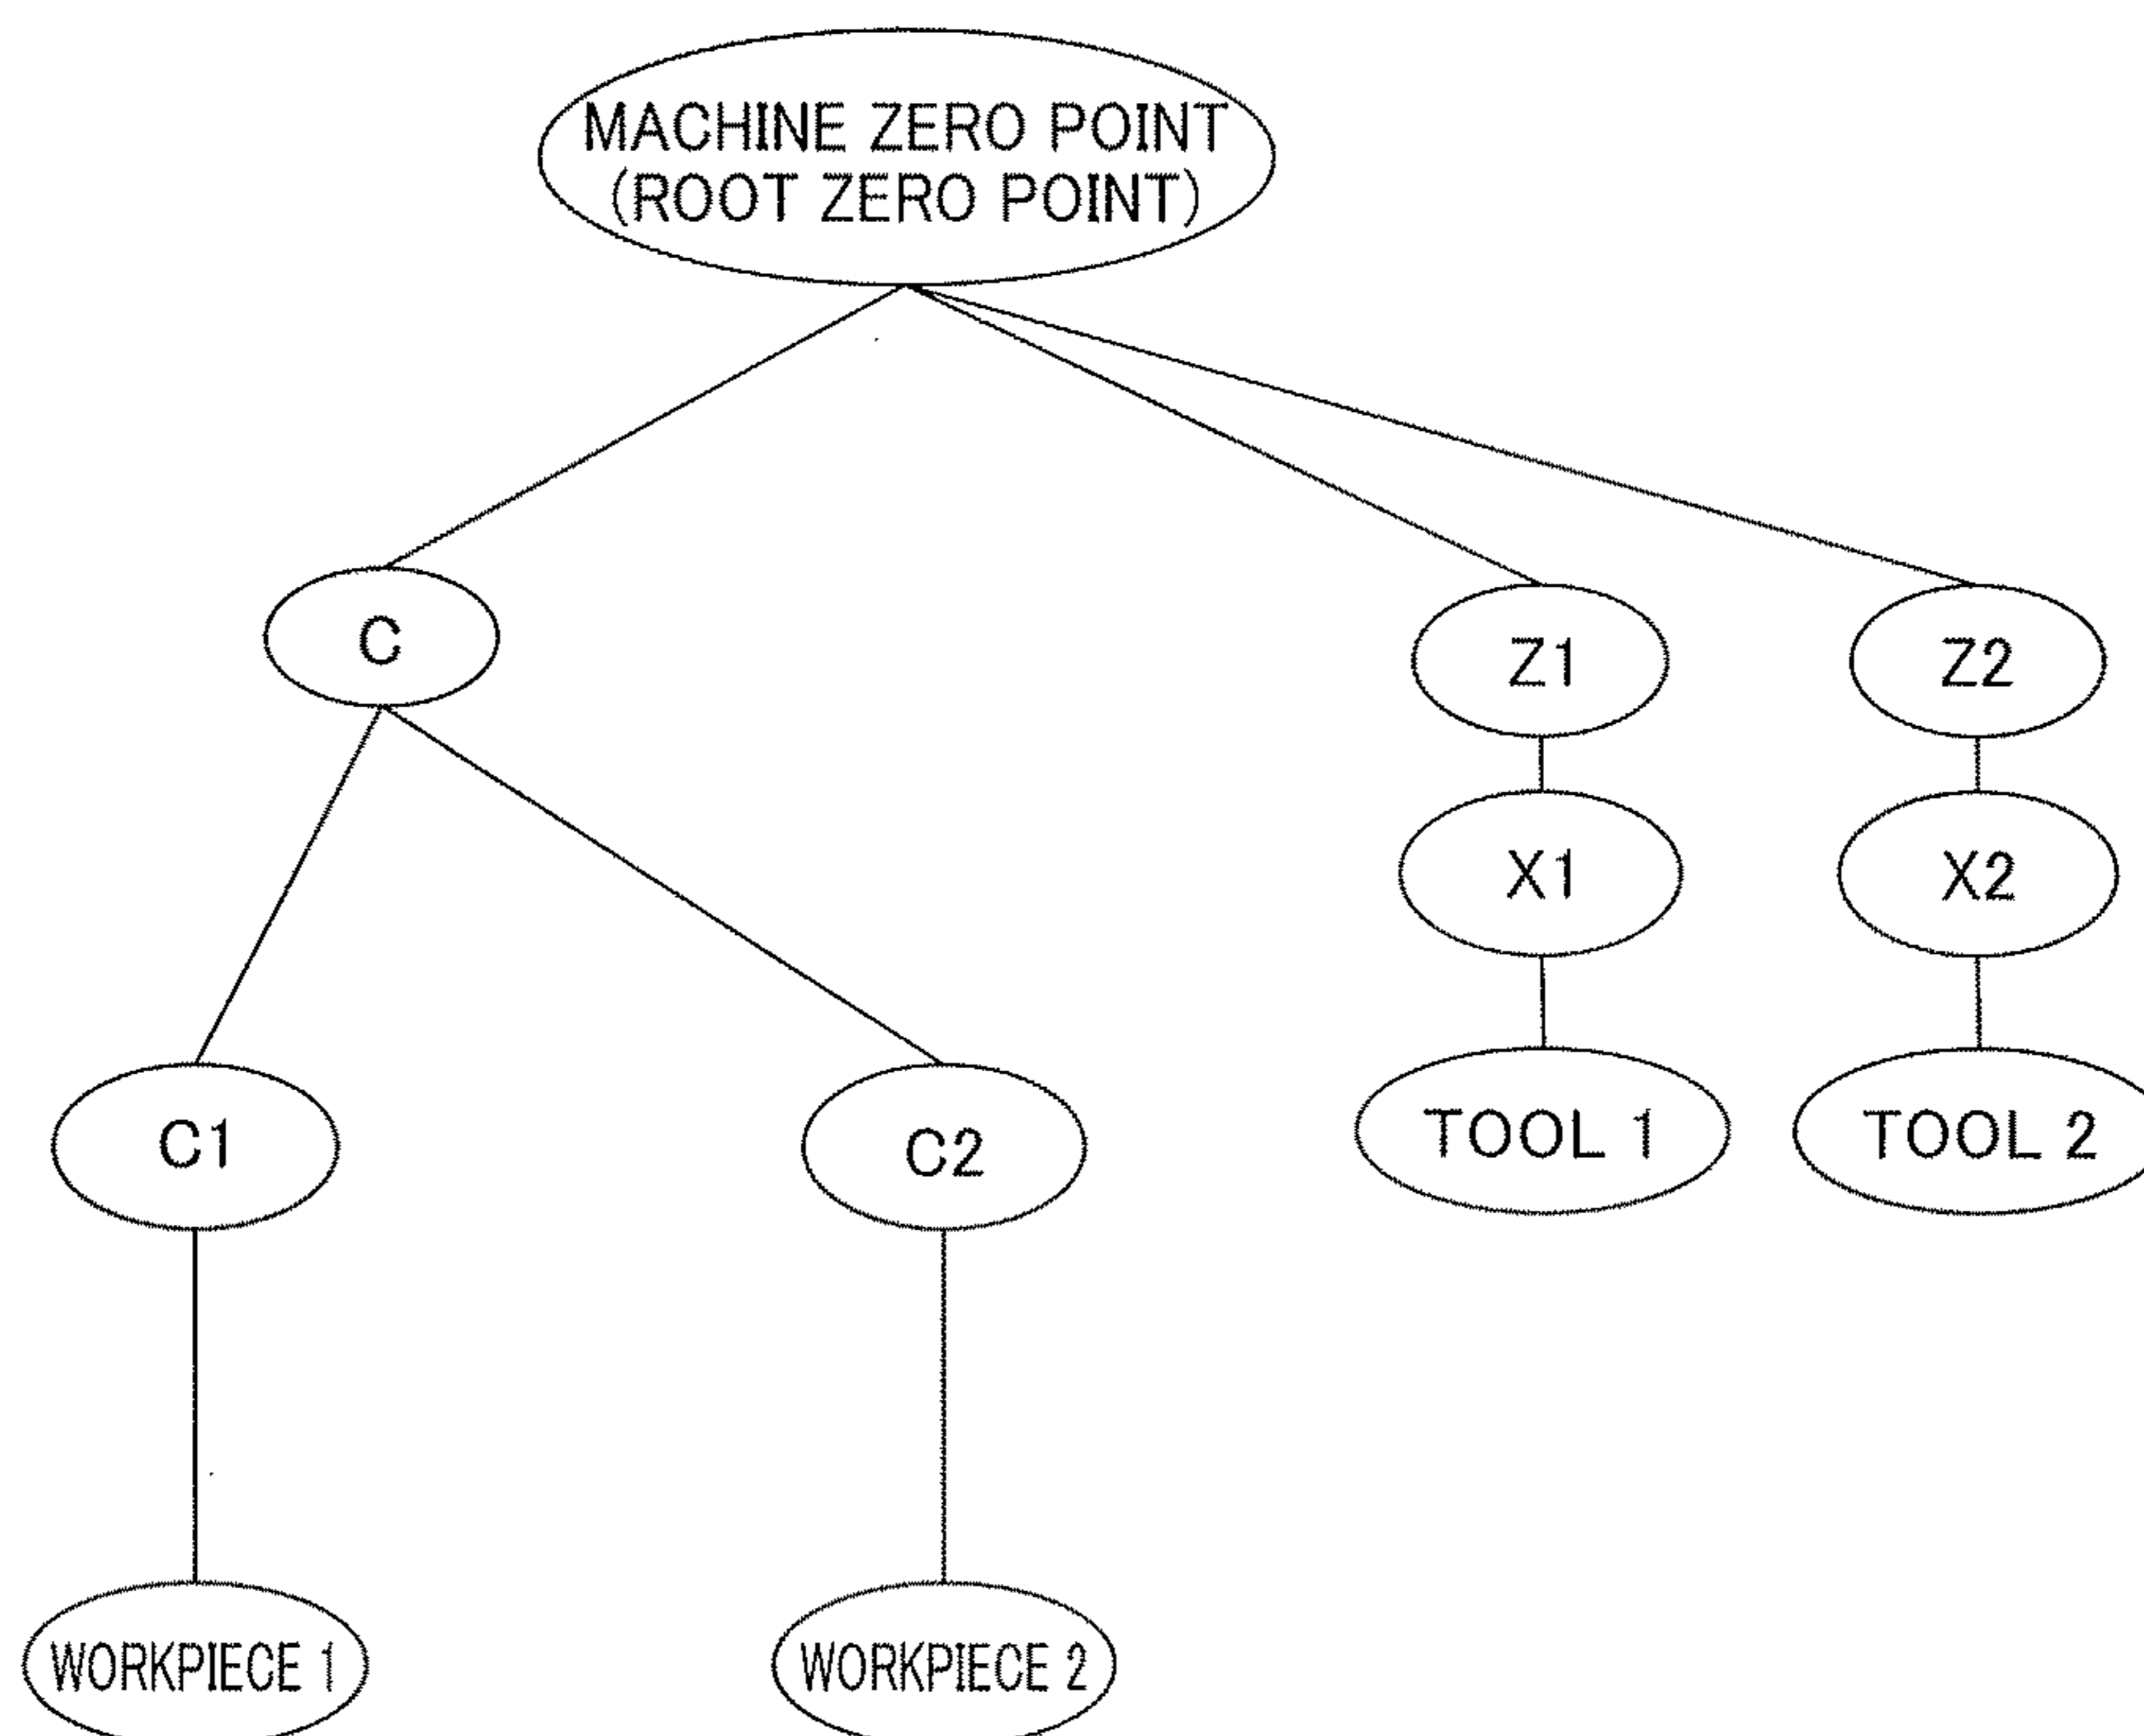 MACHINE ZERO POINT
(ROOT ZERO POINT)
C
Z1
Z2
X1
X2
C1
C2
TOOL 1
TOOL 2
WORKPIECE 1
WORKPIECE 2